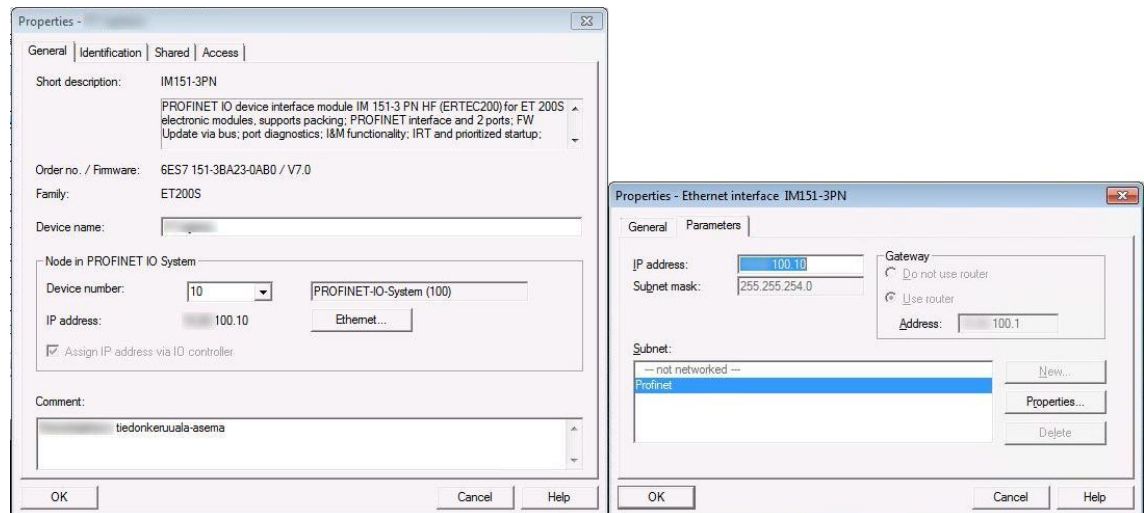 Properties -
General Identification Shared Access
Short description: IM151-3PN
PROFINET IO device interface module IM 151-3 PN HF (ERTEC200) for ET 200S
electronic modules, supports packing; PROFINET interface and 2 ports; FW
Update via bus; port diagnostics; I&M functionality; IRT and prioritized startup;
Order no. / Firmware: 6ES7 151-3BA23-0AB0 / V7.0
Family: ET200S
Device name:
Node in PROFINET IO System
Device number: 10 PROFINET-IO-System (100)
IP address: 100.10 Ethernet...
Assign IP address via IO controller
Comment:
tiedonkeruuala-asema
OK Cancel Help
Properties - Ethernet interface IM151-3PN
General Parameters
IP address: 100.10
Subnet mask: 255.255.254.0
Gateway
Do not use router
Use router
Address: 100.1
Subnet:
--- not networked ---
Profinet
New...
Properties...
Delete
OK Cancel Help